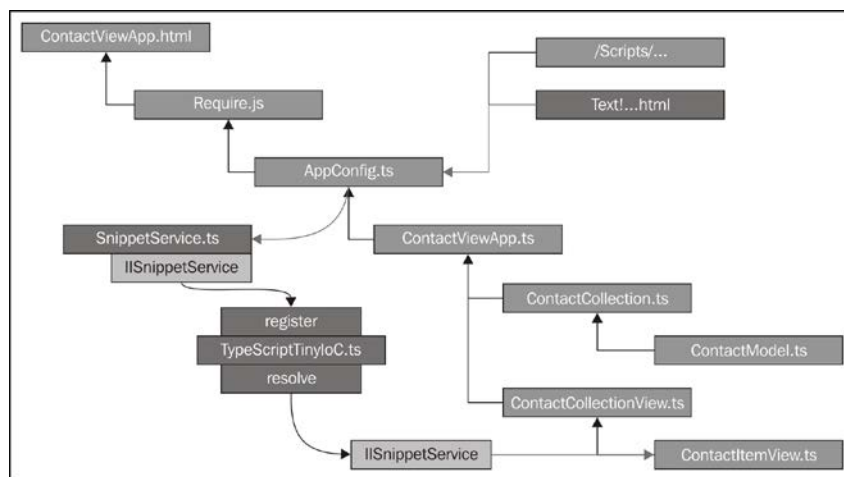 ContactViewApp.html
/Scripts/...
Require.js
Text!...html
AppConfig.ts
SnippetService.ts
ContactViewApp.ts
IISnippetService
ContactCollection.ts
register
TypeScriptTinyIoC.ts
ContactModel.ts
resolve
ContactCollectionView.ts
IISnippetService
ContactItemView.ts